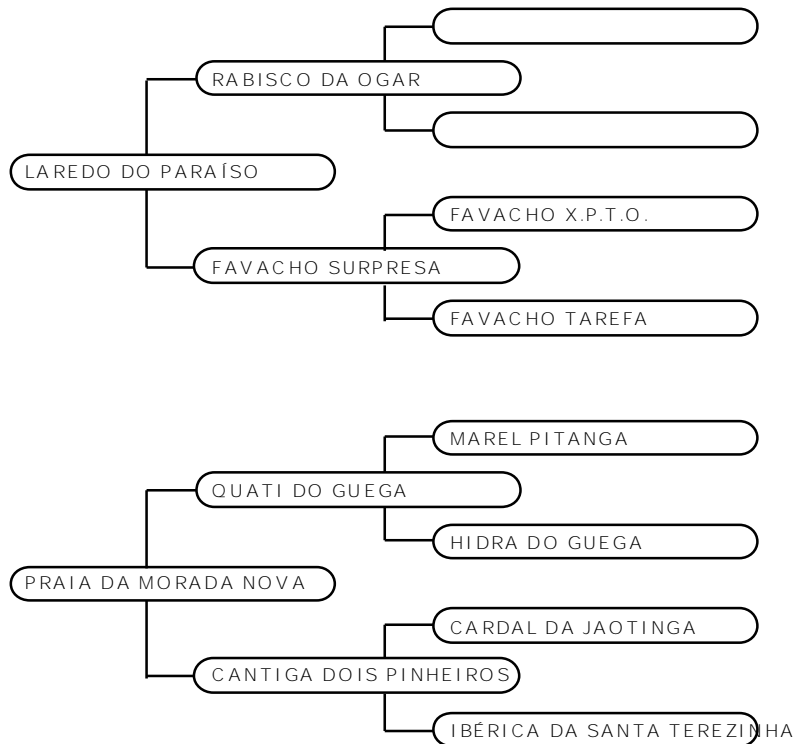 RABISCO DA OGAR
LAREDO DO PARAÍSO
FAVACHO X.P.T.O.
FAVACHO SURPRESA
FAVACHO TAREFA
MAREL PITANGA
QUATI DO GUEGA
HIDRA DO GUEGA
PRAIA DA MORADA NOVA
CARDAL DA JAOTINGA
CANTIGA DOIS PINHEIROS
IBÉRICA DA SANTA TEREZINHA